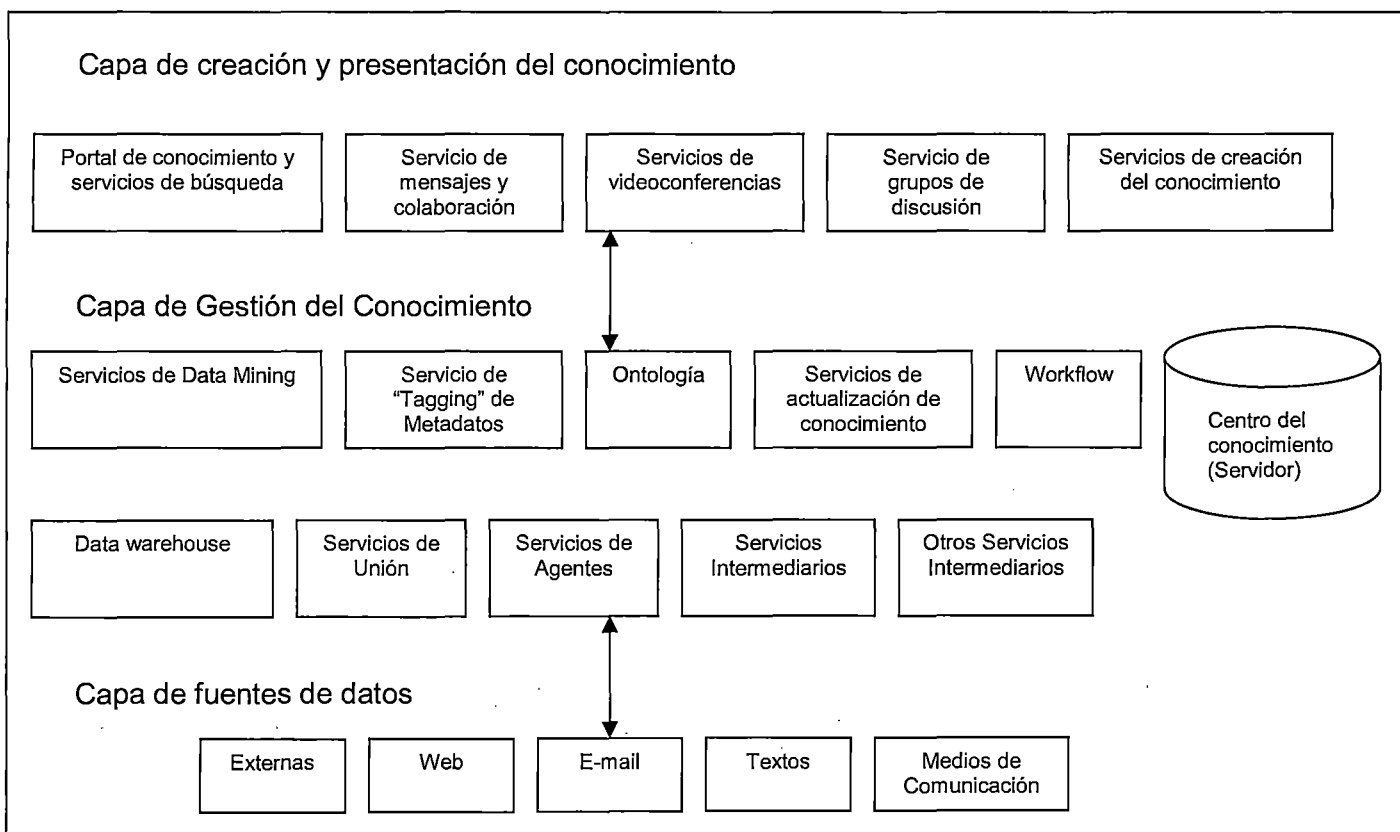 Capa de creación y presentación del conocimiento
Portal de conocimiento y
servicios de búsqueda
Servicio de
mensajes y
colaboración
Servicios de
videoconferencias
Servicio de
grupos de
discusión
Servicios de creación
del conocimiento
Capa de Gestión del Conocimiento
Servicios de Data Mining
Servicio de
“Tagging” de
Metadatos
Ontología
Servicios de
actualización de
conocimiento
Workflow
Centro del
conocimiento
(Servidor)
Data warehouse
Servicios de
Unión
Servicios de
Agentes
Servicios
Intermediarios
Otros Servicios
Intermediarios
Capa de fuentes de datos
Externas
Web
E-mail
Textos
Medios de
Comunicación